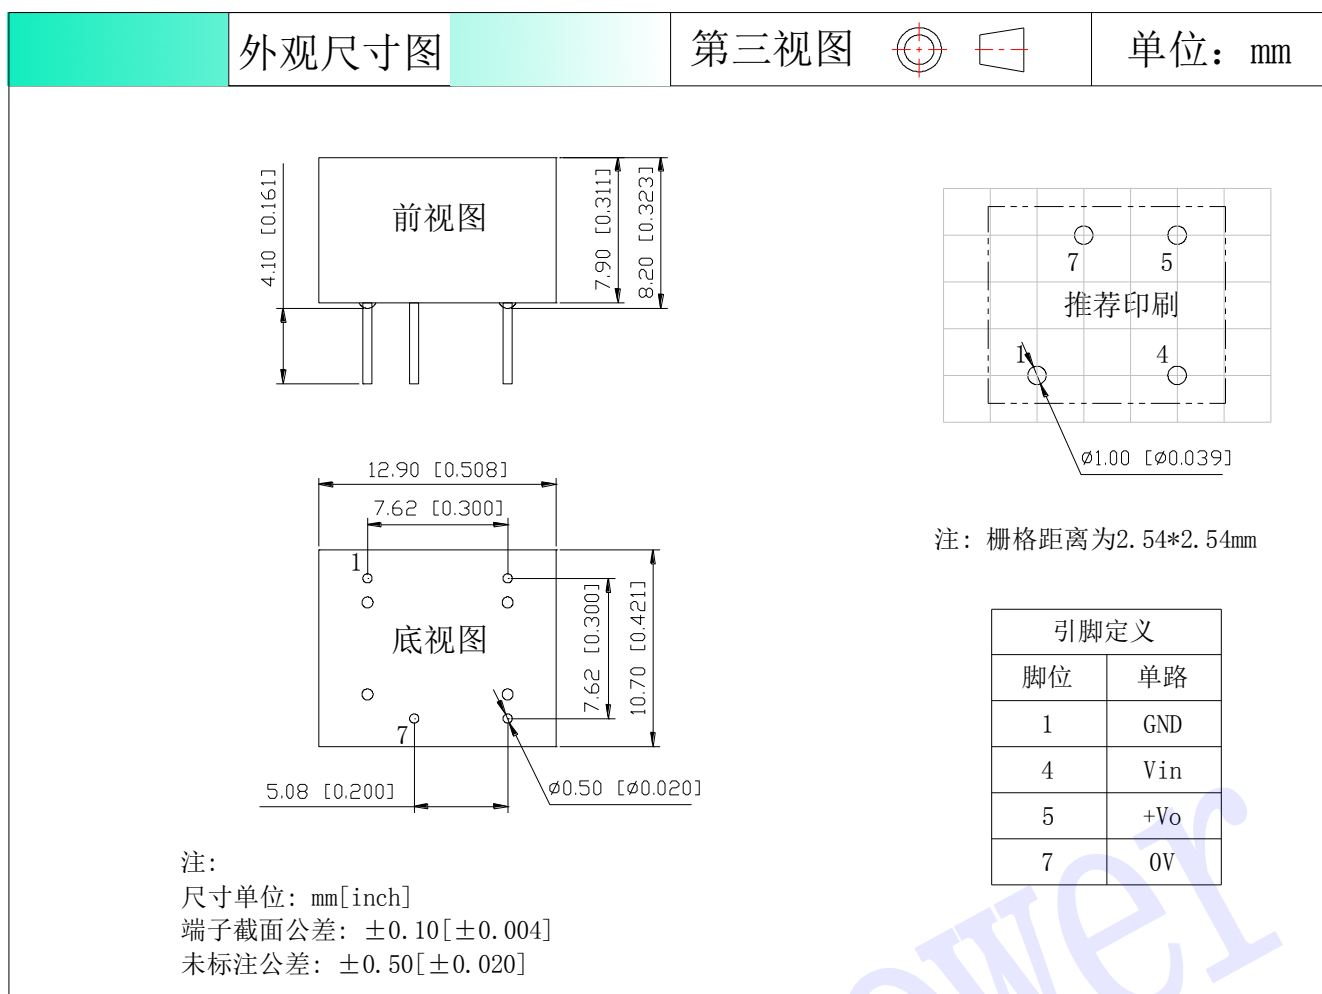 外观尺寸图
第三视图
单位: mm
前视图
4.10 [0.161]
7.90 [0.311]
8.20 [0.323]
7 5
推荐印刷
1 4
ø1.00 [ø0.039]
注: 栅格距离为2.54*2.54mm
12.90 [0.508]
7.62 [0.300]
1
底视图
7.62 [0.300]
10.70 [0.421]
7
5.08 [0.200]
ø0.50 [ø0.020]
引脚定义
脚位 单路
1 GND
4 Vin
5 +Vo
7 0V
注:
尺寸单位: mm[inch]
端子截面公差: ±0.10[±0.004]
未标注公差: ±0.50[±0.020]
ower